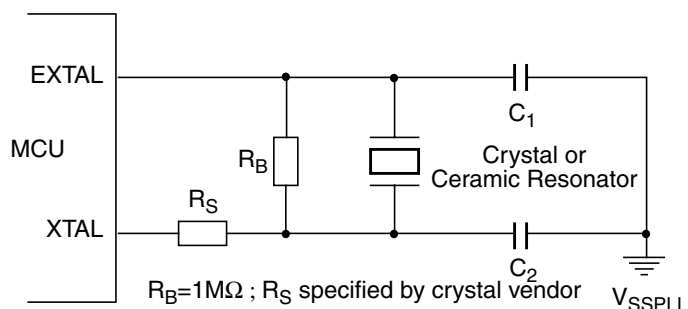 EXTAL
C1
MCU
RB
Crystal or
Ceramic Resonator
RS
XTAL
C2
RB=1MΩ ; RS specified by crystal vendor
VSSPLL